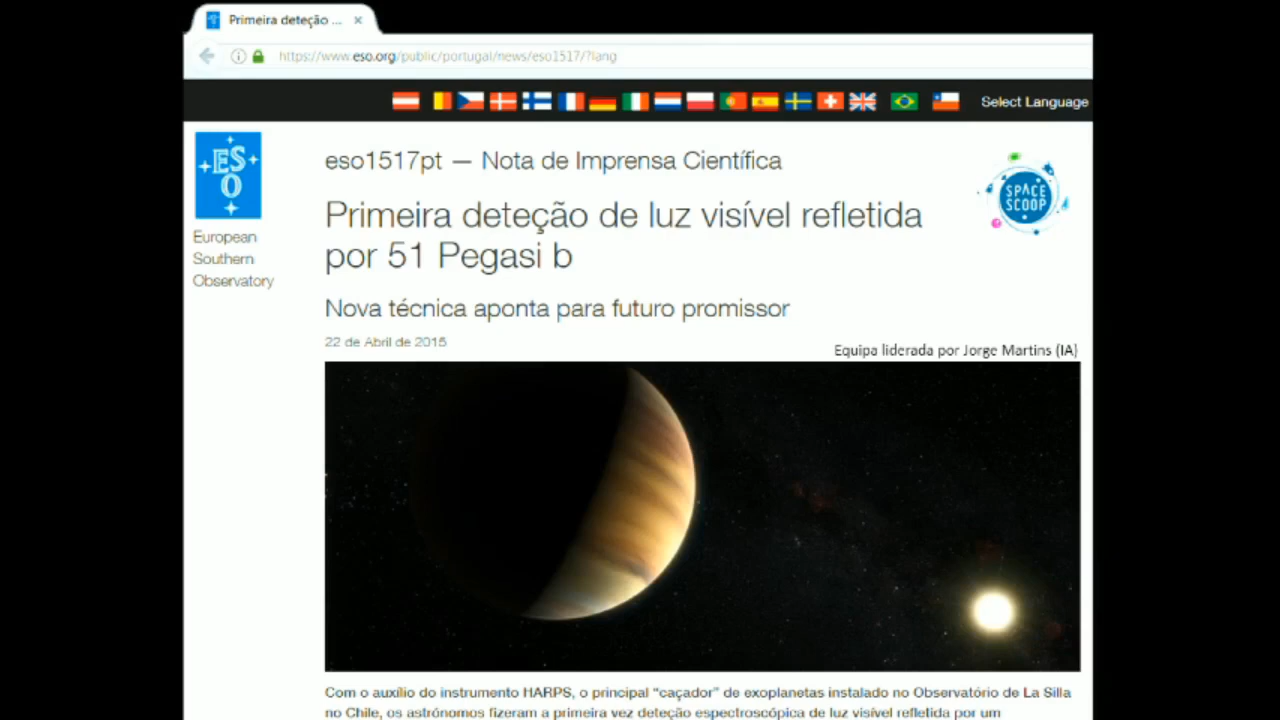 Primeira deteção ...
https://www.eso.org/public/portugal/news/eso1517/?lang
Select Language
ESO
European
Southern
Observatory
eso1517pt — Nota de Imprensa Científica
SPACE
SCOOP
Primeira deteção de luz visível refletida
por 51 Pegasi b
Nova técnica aponta para futuro promissor
22 de Abril de 2015
Equipa liderada por Jorge Martins (IA)
Com o auxílio do instrumento HARPS, o principal “caçador” de exoplanetas instalado no Observatório de La Silla
no Chile, os astrónomos fizeram a primeira vez deteção espectroscópica de luz visível refletida por um